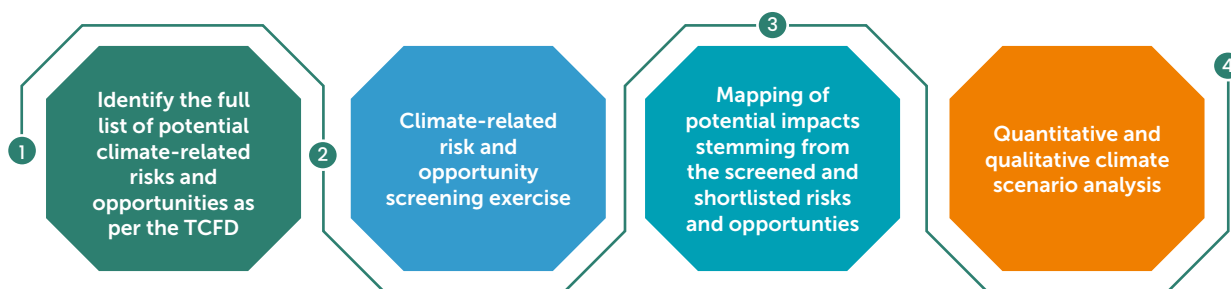 1
Identify the full
list of potential
climate-related
risks and
opportunities as
per the TCFD
2
Climate-related
risk and
opportunity
screening exercise
3
Mapping of
potential impacts
stemming from
the screened and
shortlisted risks
and opportunties
4
Quantitative and
qualitative climate
scenario analysis